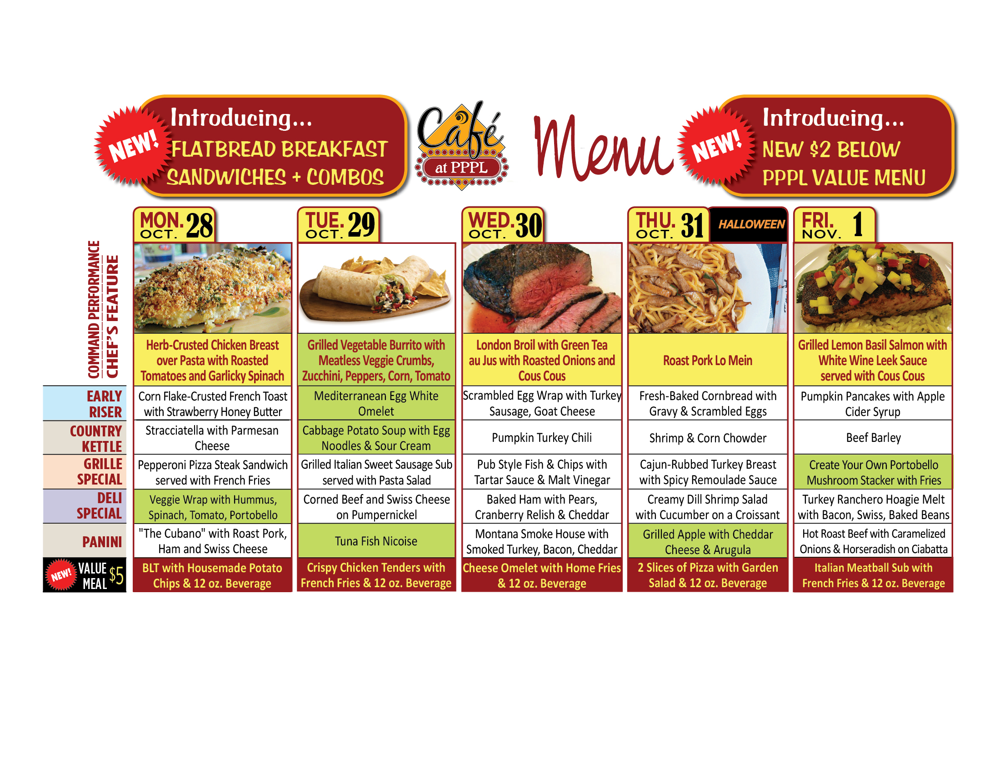 Introducing...
NEW!
FLATBREAD BREAKFAST
SANDWICHES + COMBOS
Café
at PPPL
Menu
Introducing...
NEW!
NEW $2 BELOW
PPPL VALUE MENU
MON. 28
OCT.
TUE. 29
OCT.
WED. 30
OCT.
THU. 31
OCT.
HALLOWEEN
FRI. 1
NOV.
COMMAND PERFORMANCE
CHEF'S FEATURE
Herb-Crusted Chicken Breast
over Pasta with Roasted
Tomatoes and Garlicky Spinach
Grilled Vegetable Burrito with
Meatless Veggie Crumbs,
Zucchini, Peppers, Corn, Tomato
London Broil with Green Tea
au Jus with Roasted Onions and
Cous Cous
Roast Pork Lo Mein
Grilled Lemon Basil Salmon with
White Wine Leek Sauce
served with Cous Cous
EARLY
RISER
Corn Flake-Crusted French Toast
with Strawberry Honey Butter
Mediterranean Egg White
Omelet
Scrambled Egg Wrap with Turkey
Sausage, Goat Cheese
Fresh-Baked Cornbread with
Gravy & Scrambled Eggs
Pumpkin Pancakes with Apple
Cider Syrup
COUNTRY
KETTLE
Stracciatella with Parmesan
Cheese
Cabbage Potato Soup with Egg
Noodles & Sour Cream
Pumpkin Turkey Chili
Shrimp & Corn Chowder
Beef Barley
GRILLE
SPECIAL
Pepperoni Pizza Steak Sandwich
served with French Fries
Grilled Italian Sweet Sausage Sub
served with Pasta Salad
Pub Style Fish & Chips with
Tartar Sauce & Malt Vinegar
Cajun-Rubbed Turkey Breast
with Spicy Remoulade Sauce
Create Your Own Portobello
Mushroom Stacker with Fries
DELI
SPECIAL
Veggie Wrap with Hummus,
Spinach, Tomato, Portobello
Corned Beef and Swiss Cheese
on Pumpernickel
Baked Ham with Pears,
Cranberry Relish & Cheddar
Creamy Dill Shrimp Salad
with Cucumber on a Croissant
Turkey Ranchero Hoagie Melt
with Bacon, Swiss, Baked Beans
PANINI
"The Cubano" with Roast Pork,
Ham and Swiss Cheese
Tuna Fish Nicoise
Montana Smoke House with
Smoked Turkey, Bacon, Cheddar
Grilled Apple with Cheddar
Cheese & Arugula
Hot Roast Beef with Caramelized
Onions & Horseradish on Ciabatta
NEW!
VALUE
MEAL
$5
BLT with Housemade Potato
Chips & 12 oz. Beverage
Crispy Chicken Tenders with
French Fries & 12 oz. Beverage
Cheese Omelet with Home Fries
& 12 oz. Beverage
2 Slices of Pizza with Garden
Salad & 12 oz. Beverage
Italian Meatball Sub with
French Fries & 12 oz. Beverage